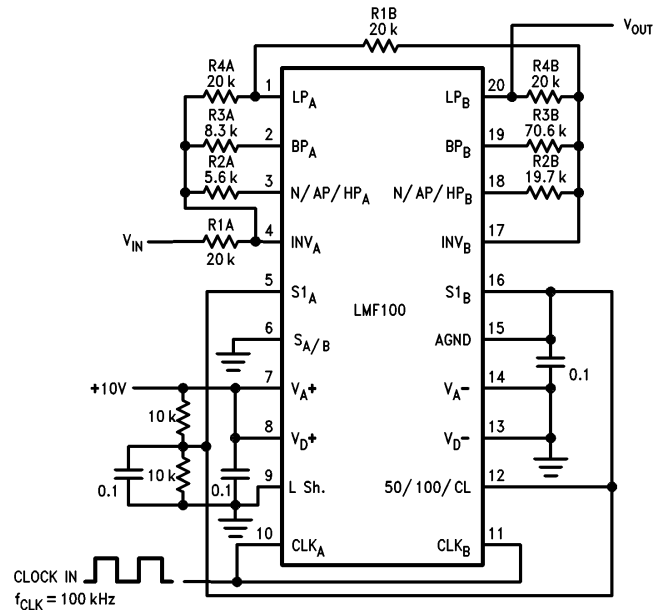 R1B
20 k
V_OUT
R4A
20 k
1
LP_A
20
LP_B
R4B
20 k
R3A
8.3 k
2
BP_A
19
BP_B
R3B
70.6 k
R2A
5.6 k
3
N/AP/HP_A
18
N/AP/HP_B
R2B
19.7 k
V_IN
R1A
20 k
4
INV_A
17
INV_B
5
S1_A
16
S1_B
LMF100
6
S_A/B
15
AGND
0.1
+10V
7
V_A+
14
V_A−
10 k
8
V_D+
13
V_D−
10k
0.1
0.1
9
L Sh.
12
50/100/CL
10
CLK_A
11
CLK_B
CLOCK IN
f_CLK = 100 kHz